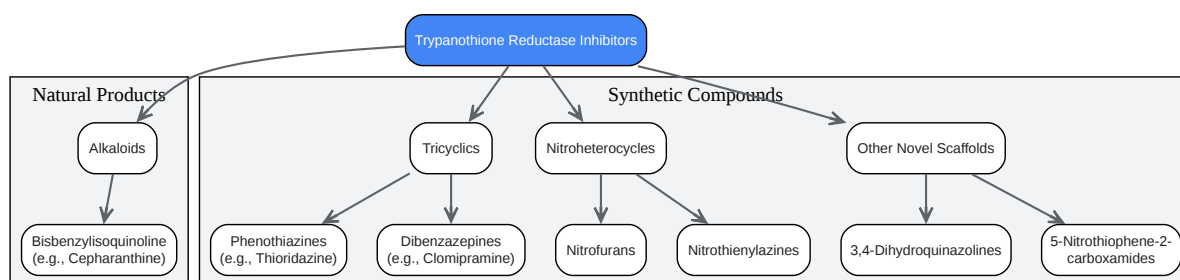 Trypanothione Reductase Inhibitors
Natural Products
Synthetic Compounds
Alkaloids
Tricyclics
Nitroheterocycles
Other Novel Scaffolds
Bisbenzylisoquinoline
(e.g., Cepharanthine)
Phenothiazines
(e.g., Thioridazine)
Dibenzazepines
(e.g., Clomipramine)
Nitrofurans
Nitrothienylazines
3,4-Dihydroquinazolines
5-Nitrothiophene-2-
carboxamides